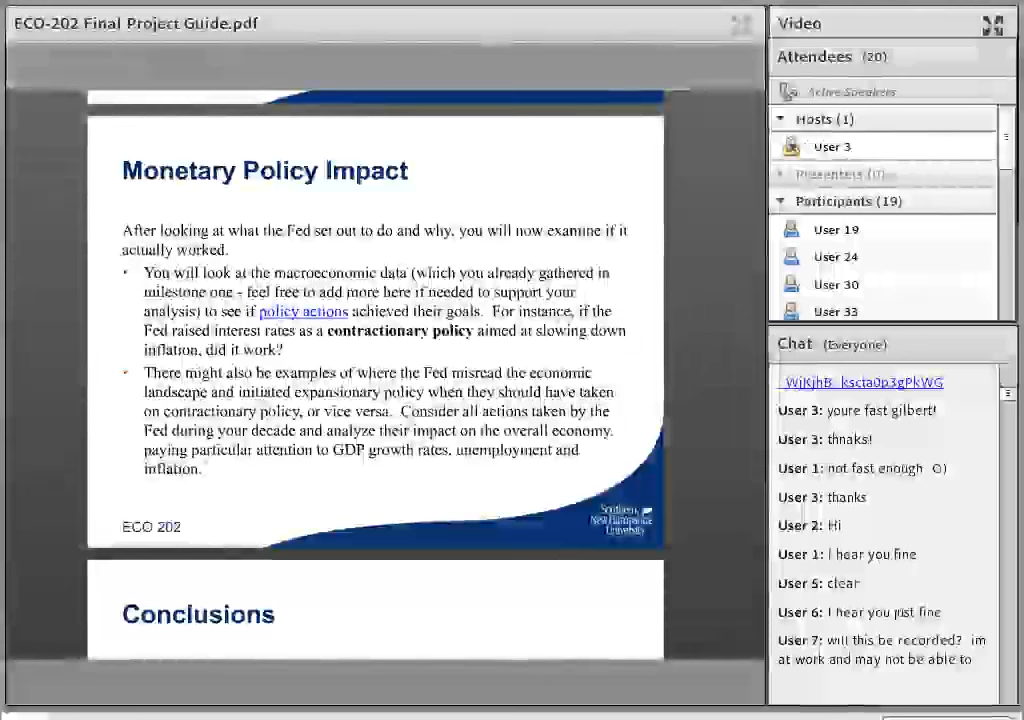 ECO-202 Final Project Guide.pdf
Monetary Policy Impact
After looking at what the Fed set out to do and why, you will now examine if it
actually worked.
• You will look at the macroeconomic data (which you already gathered in
milestone one - feel free to add more here if needed to support your
analysis) to see if policy actions achieved their goals. For instance, if the
Fed raised interest rates as a contractionary policy aimed at slowing down
inflation, did it work?
• There might also be examples of where the Fed misread the economic
landscape and initiated expansionary policy when they should have taken
on contractionary policy, or vice versa. Consider all actions taken by the
Fed during your decade and analyze their impact on the overall economy,
paying particular attention to GDP growth rates, unemployment and
inflation.
ECO 202
Southern
New Hampshire
University
Conclusions
Video
Attendees (20)
Active Speakers
Hosts (1)
User 3
Presenters (0)
Participants (19)
User 19
User 24
User 30
User 33
Chat (Everyone)
User 3: youre fast gilbert!
User 3: thnaks!
User 1: not fast enough
User 3: thanks
User 2: Hi
User 1: I hear you fine
User 5: clear
User 6: I hear you just fine
User 7: will this be recorded? im
at work and may not be able to